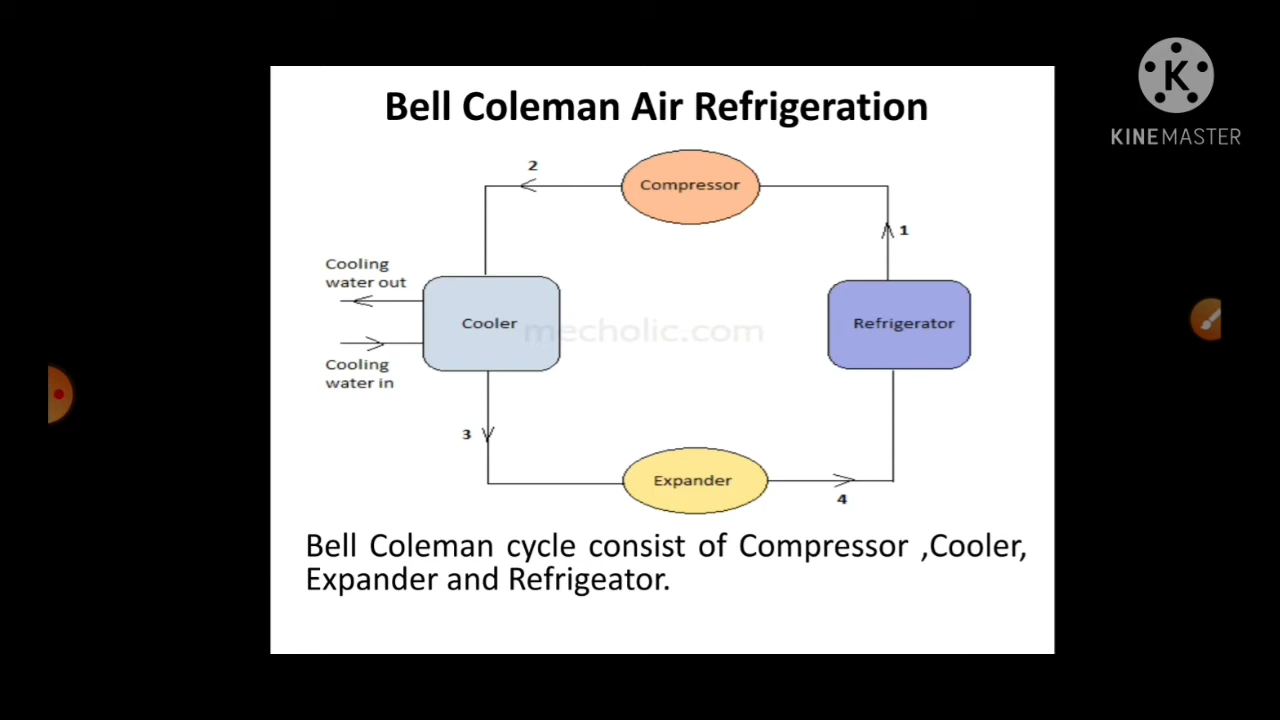 Bell Coleman Air Refrigeration
K
KINEMASTER
2
Compressor
1
Cooling
water out
Cooler
mecholic.com
Refrigerator
Cooling
water in
3
Expander
4
Bell Coleman cycle consist of Compressor ,Cooler,
Expander and Refrigeator.